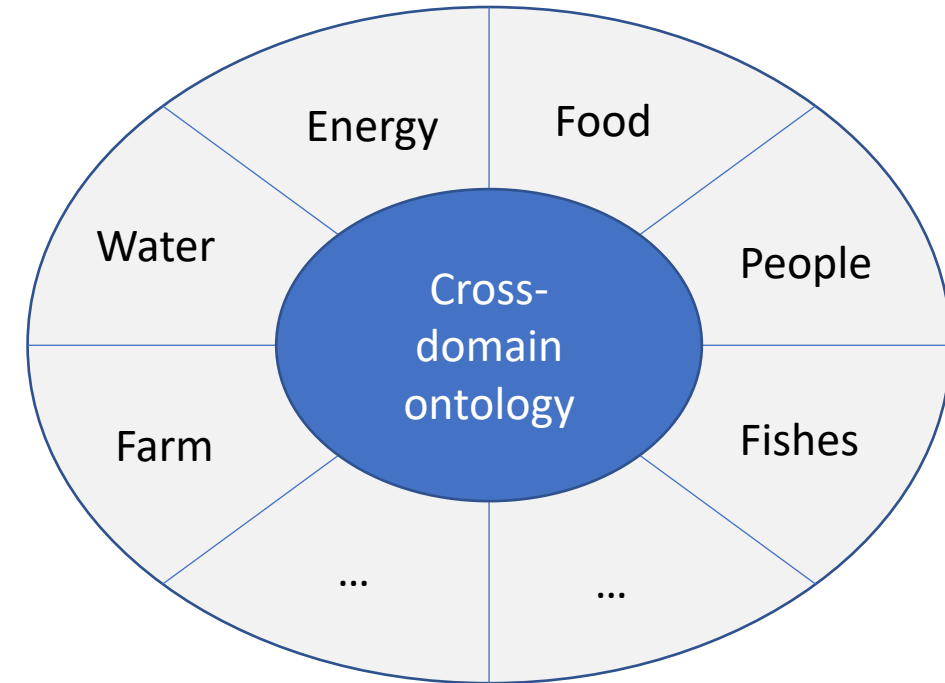 Energy
Food
Water
People
Cross-
domain
ontology
Farm
Fishes
...
...